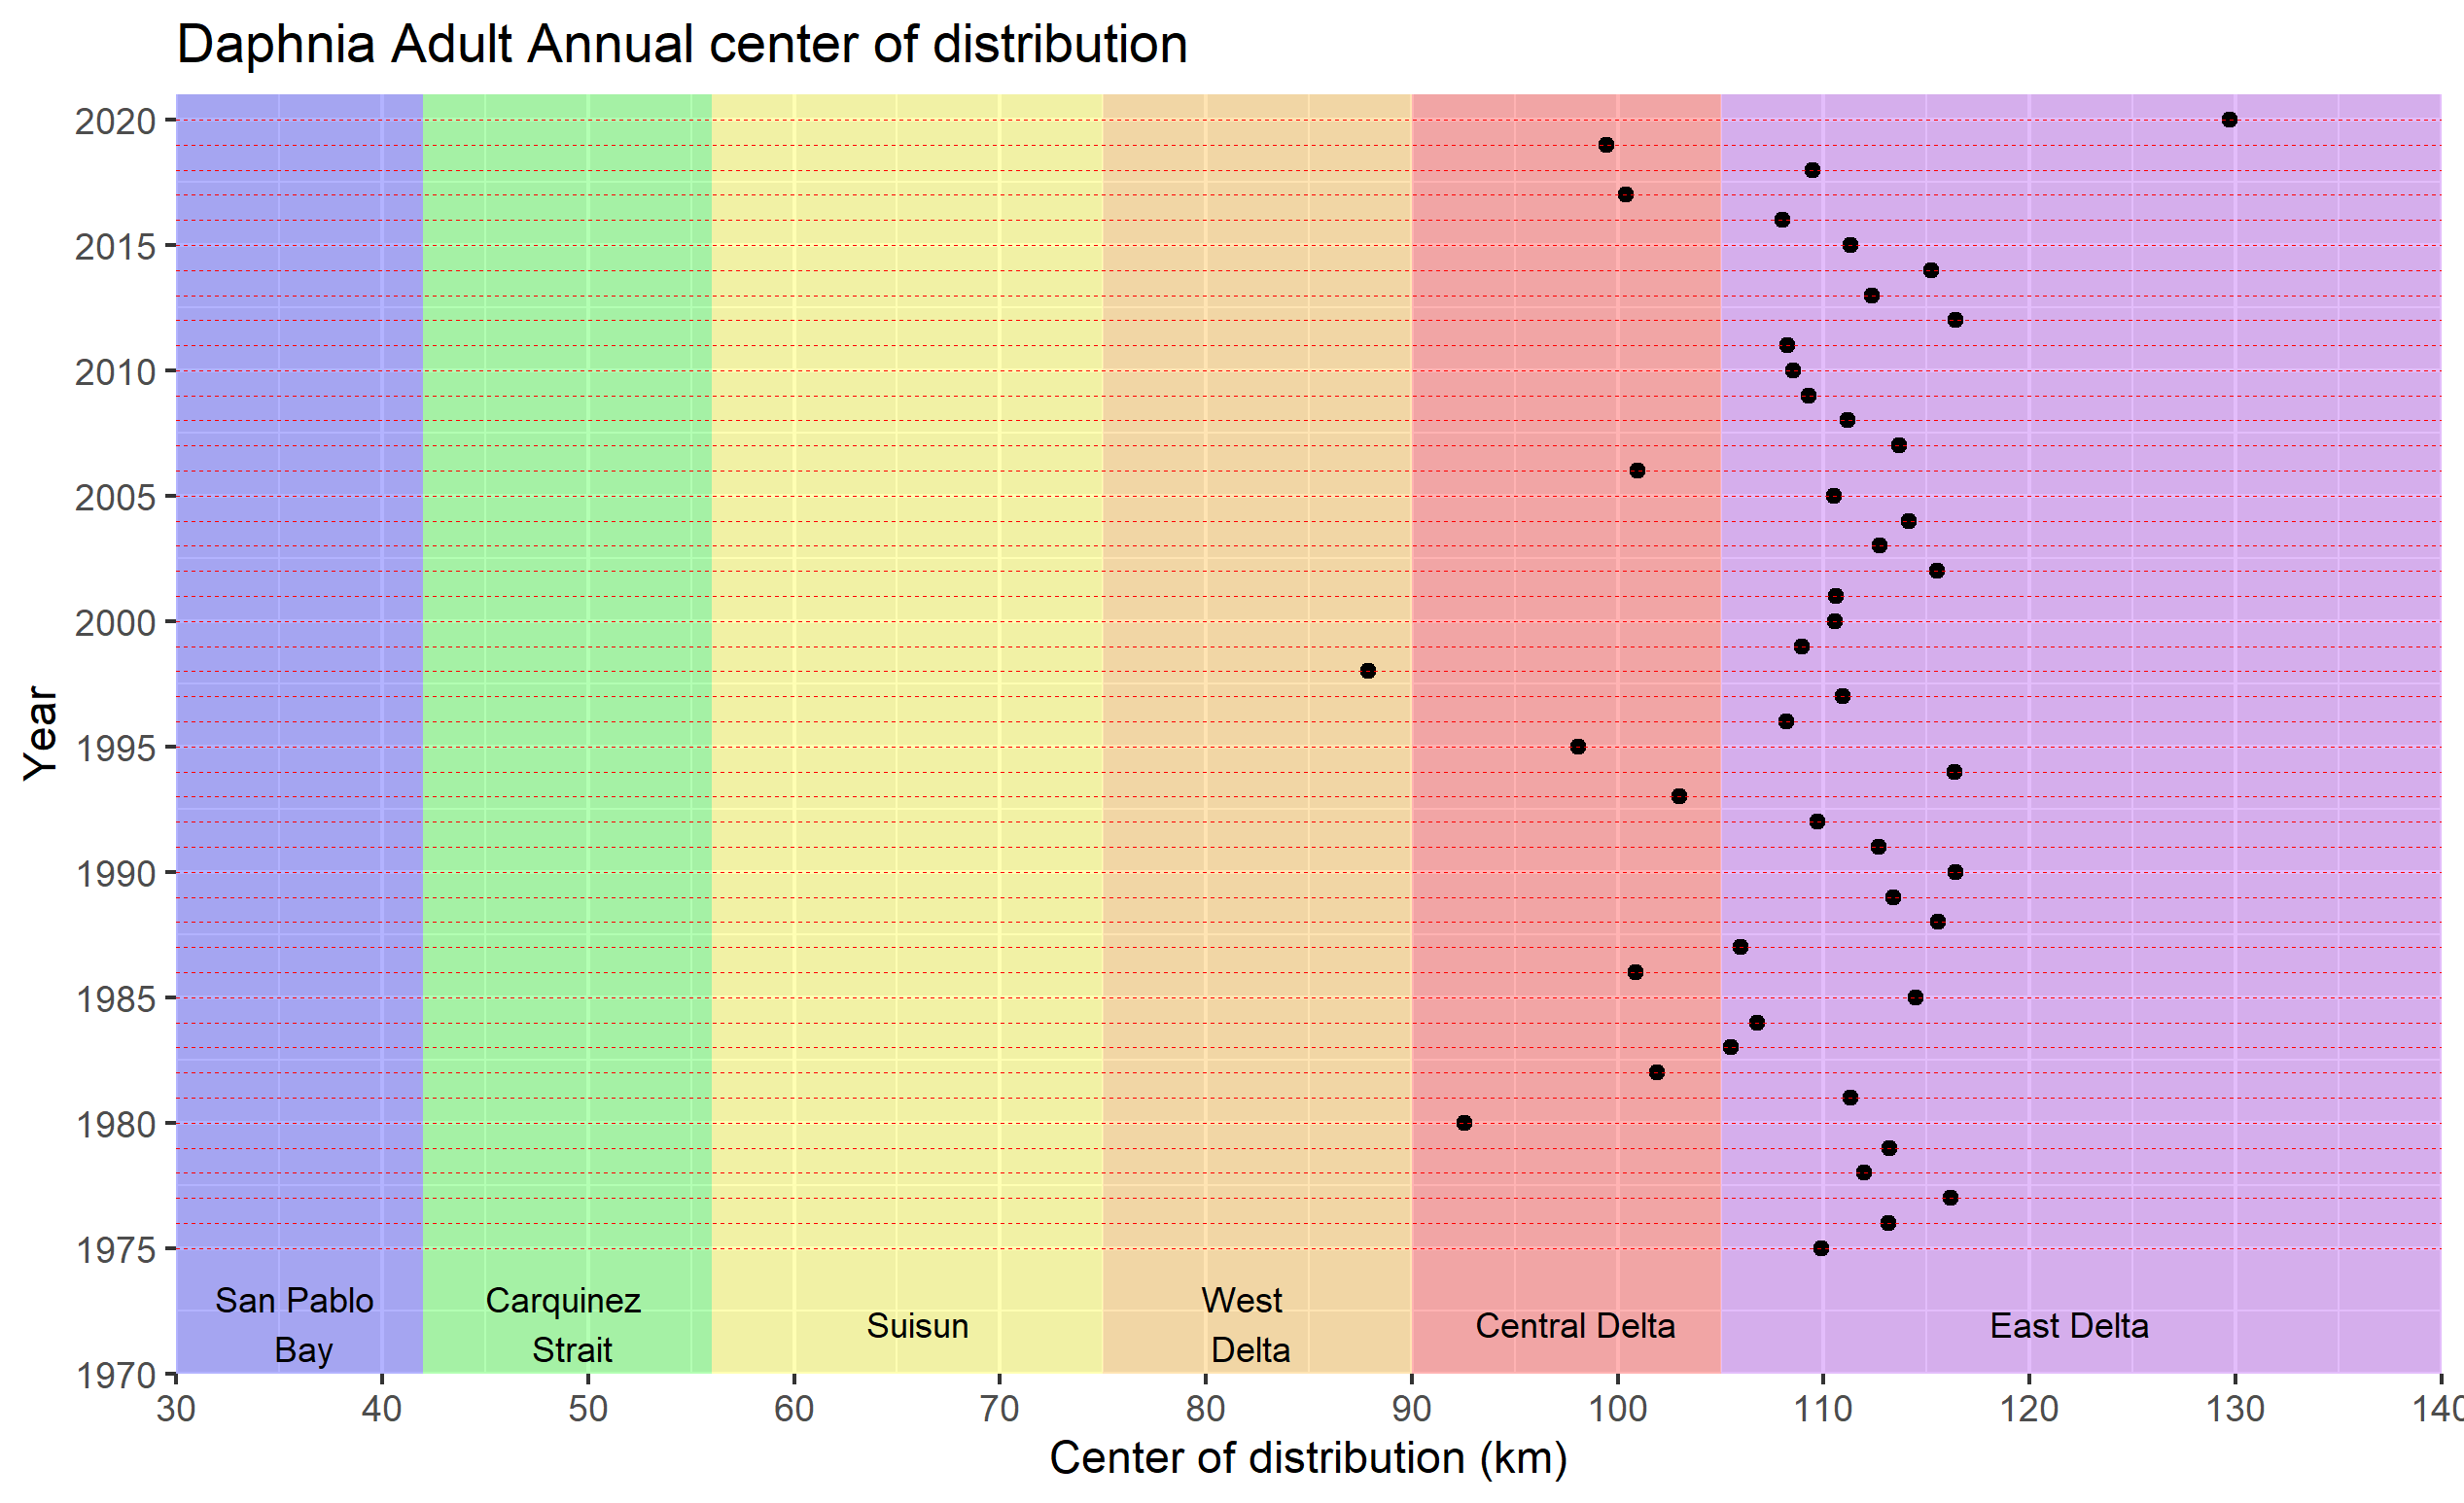 Daphnia Adult Annual center of distribution
2020
2015
2010
2005
2000
1995
1990
1985
1980
1975
1970
Year
San Pablo
Bay
Carquinez
Strait
Suisun
West
Delta
Central Delta
East Delta
30 40 50 60 70 80 90 100 110 120 130 140
Center of distribution (km)